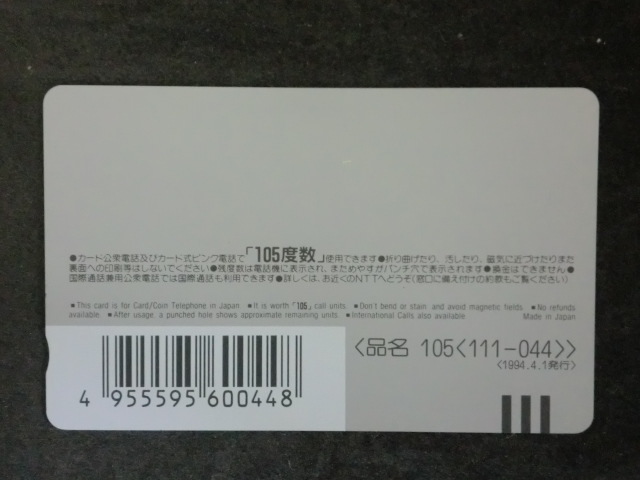 ●カード公衆電話及びカード式ピンク電話で「105度数」使用できます●折り曲げたり、汚したり、磁気に近づけたりまた
裏面への印刷等はしないでください●残度数は電話機に表示され、まためやすがパンチ穴で表示されます●換金はできません●
国際通話兼用公衆電話では国際通話も利用できます●詳しくは、お近くのNTTへどうぞ(窓口に備え付けの約款もご覧ください)
■This card is for Card/Coin Telephone in Japan. ■It is worth「105」call units. ■Don't bend or stain and avoid magnetic fields. ■No refunds
available. ■After usage, a punched hole shows approximate remaining units. ■International Calls also available. Made in Japan
〈品名 105〈111-044〉〉
〈1994.4.1発行〉
4 955595 600448